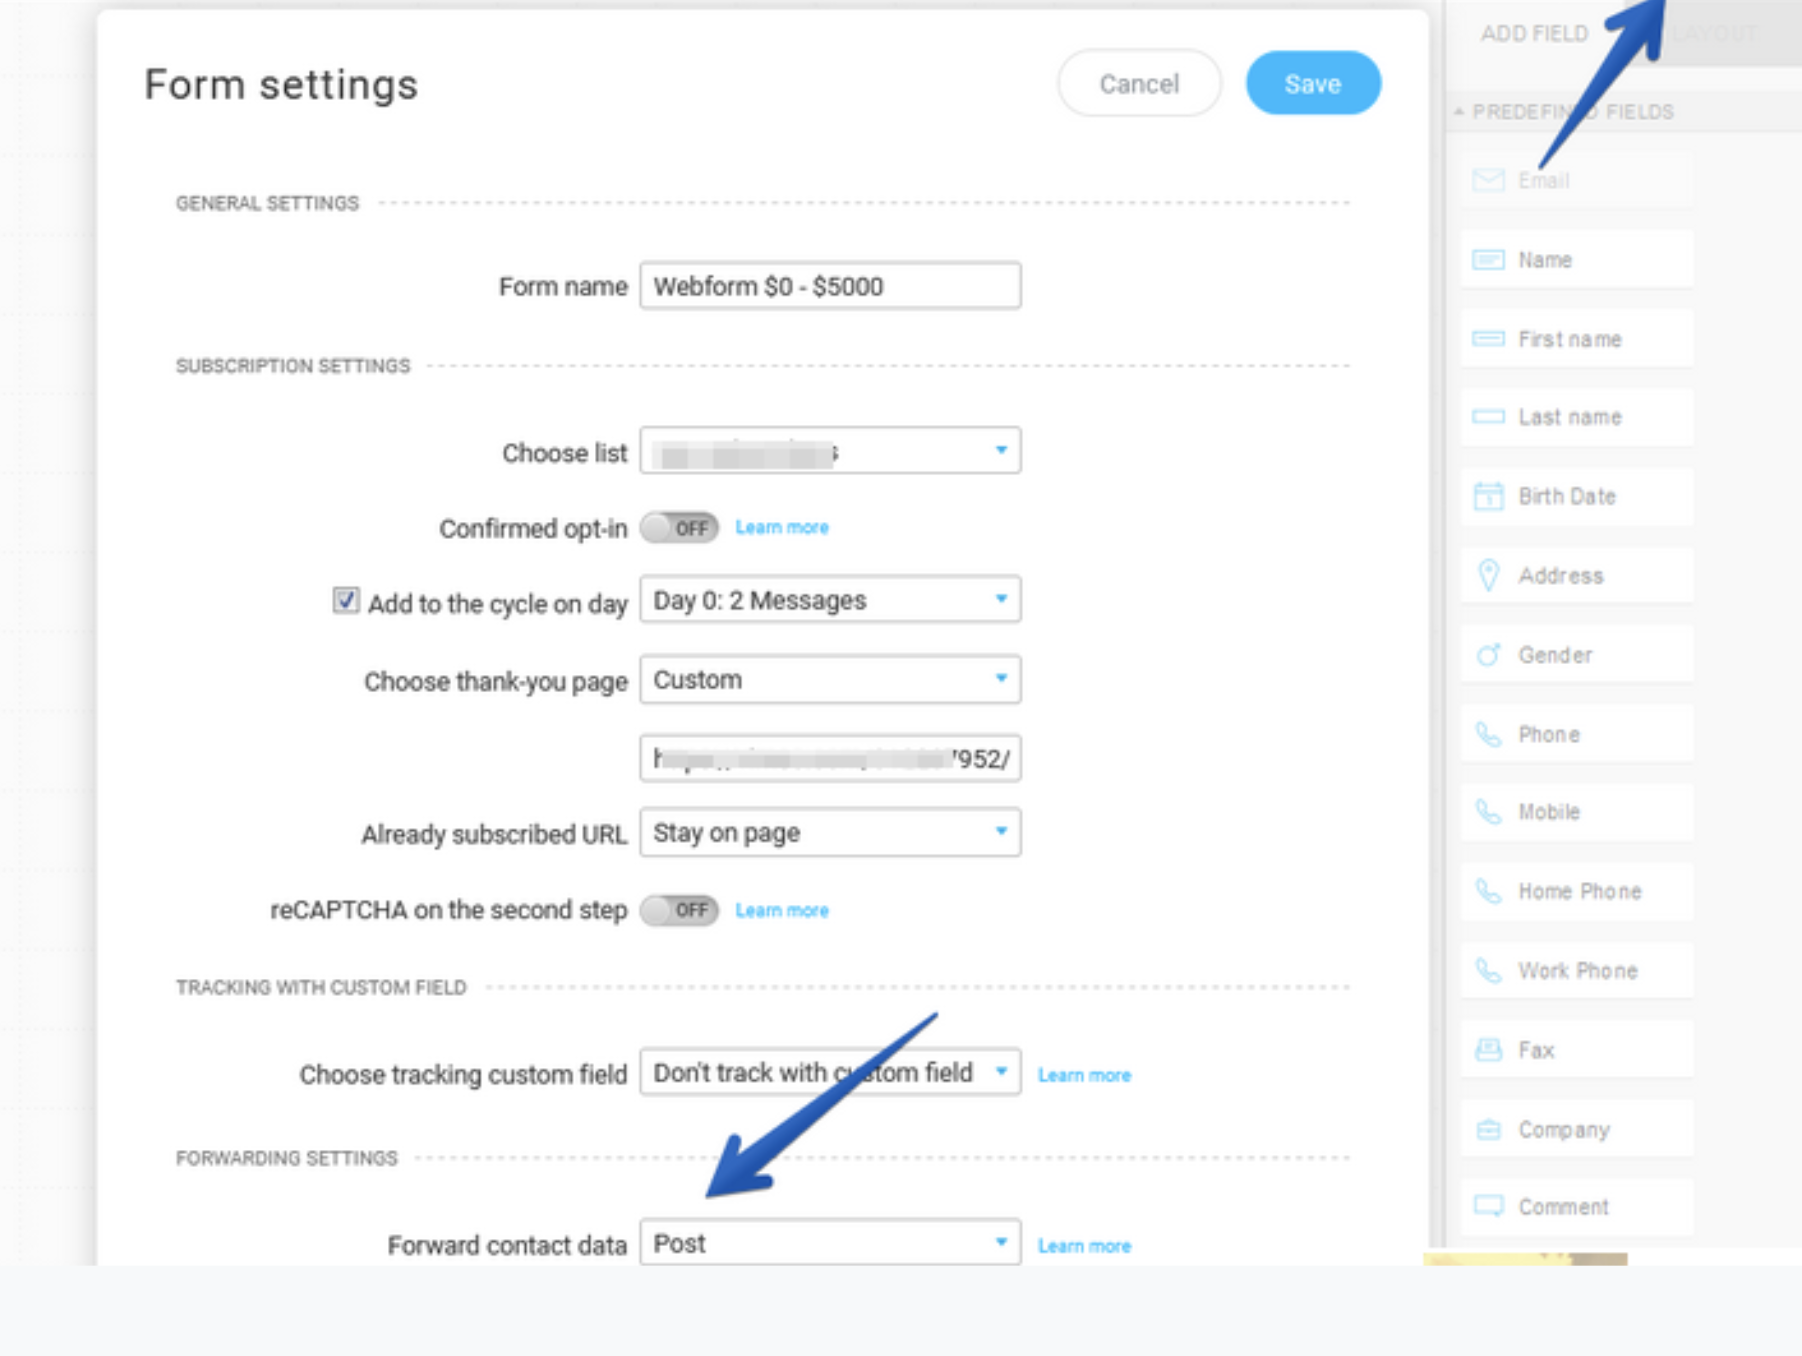 Form settings
Cancel
Save
GENERAL SETTINGS
Form name
Webform $0 - $5000
SUBSCRIPTION SETTINGS
Choose list
Confirmed opt-in
OFF
Learn more
Add to the cycle on day
Day 0: 2 Messages
Choose thank-you page
Custom
7952/
Already subscribed URL
Stay on page
reCAPTCHA on the second step
OFF
Learn more
TRACKING WITH CUSTOM FIELD
Choose tracking custom field
Don't track with custom field
Learn more
FORWARDING SETTINGS
Forward contact data
Post
Learn more
ADD FIELD
LAYOUT
PREDEFINED FIELDS
Email
Name
First name
Last name
Birth Date
Address
Gender
Phone
Mobile
Home Phone
Work Phone
Fax
Company
Comment